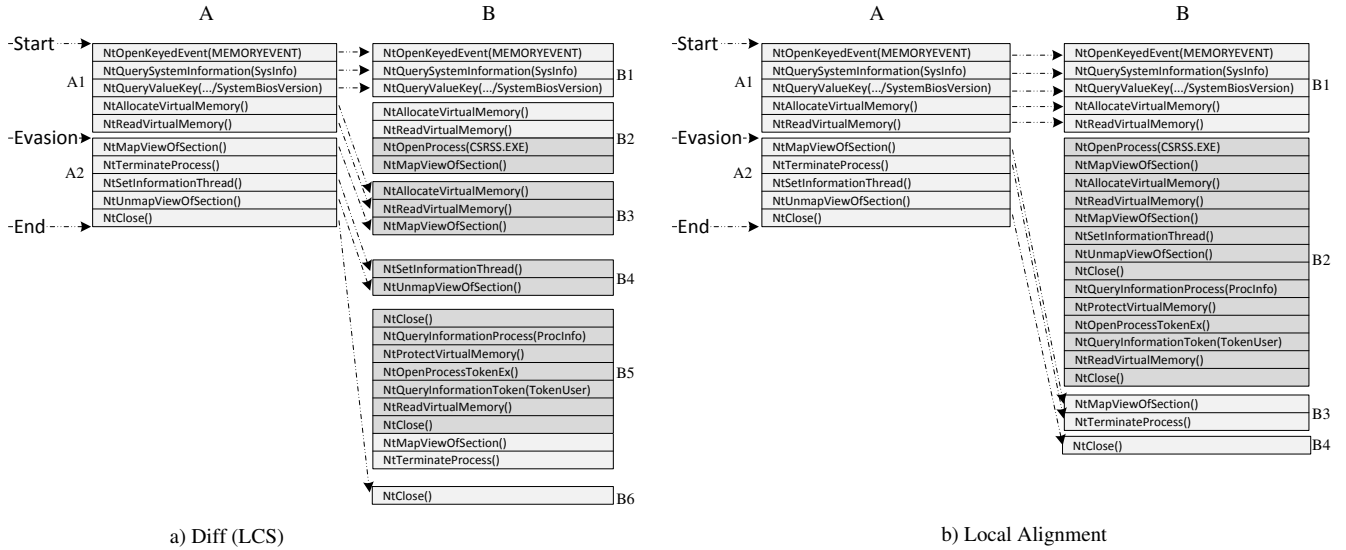 A
B
Start
A1
Evasion
A2
End
NtOpenKeyedEvent(MEMORYEVENT)
NtQuerySystemInformation(SysInfo)
NtQueryValueKey(.../SystemBiosVersion)
NtAllocateVirtualMemory()
NtReadVirtualMemory()
NtMapViewOfSection()
NtTerminateProcess()
NtSetInformationThread()
NtUnmapViewOfSection()
NtClose()
NtOpenKeyedEvent(MEMORYEVENT)
NtQuerySystemInformation(SysInfo)
NtQueryValueKey(.../SystemBiosVersion)
B1
NtAllocateVirtualMemory()
NtReadVirtualMemory()
NtOpenProcess(CSRSS.EXE)
NtMapViewOfSection()
B2
NtAllocateVirtualMemory()
NtReadVirtualMemory()
NtMapViewOfSection()
B3
NtSetInformationThread()
NtUnmapViewOfSection()
B4
NtClose()
NtQueryInformationProcess(ProcInfo)
NtProtectVirtualMemory()
NtOpenProcessTokenEx()
NtQueryInformationToken(TokenUser)
NtReadVirtualMemory()
NtClose()
NtMapViewOfSection()
NtTerminateProcess()
B5
NtClose()
B6
a) Diff (LCS)
A
B
Start
A1
Evasion
A2
End
NtOpenKeyedEvent(MEMORYEVENT)
NtQuerySystemInformation(SysInfo)
NtQueryValueKey(.../SystemBiosVersion)
NtAllocateVirtualMemory()
NtReadVirtualMemory()
NtMapViewOfSection()
NtTerminateProcess()
NtSetInformationThread()
NtUnmapViewOfSection()
NtClose()
NtOpenKeyedEvent(MEMORYEVENT)
NtQuerySystemInformation(SysInfo)
NtQueryValueKey(.../SystemBiosVersion)
NtAllocateVirtualMemory()
NtReadVirtualMemory()
B1
NtOpenProcess(CSRSS.EXE)
NtMapViewOfSection()
NtAllocateVirtualMemory()
NtReadVirtualMemory()
NtMapViewOfSection()
NtSetInformationThread()
NtUnmapViewOfSection()
NtClose()
NtQueryInformationProcess(ProcInfo)
NtProtectVirtualMemory()
NtOpenProcessTokenEx()
NtQueryInformationToken(TokenUser)
NtReadVirtualMemory()
NtClose()
B2
NtMapViewOfSection()
NtTerminateProcess()
B3
NtClose()
B4
b) Local Alignment